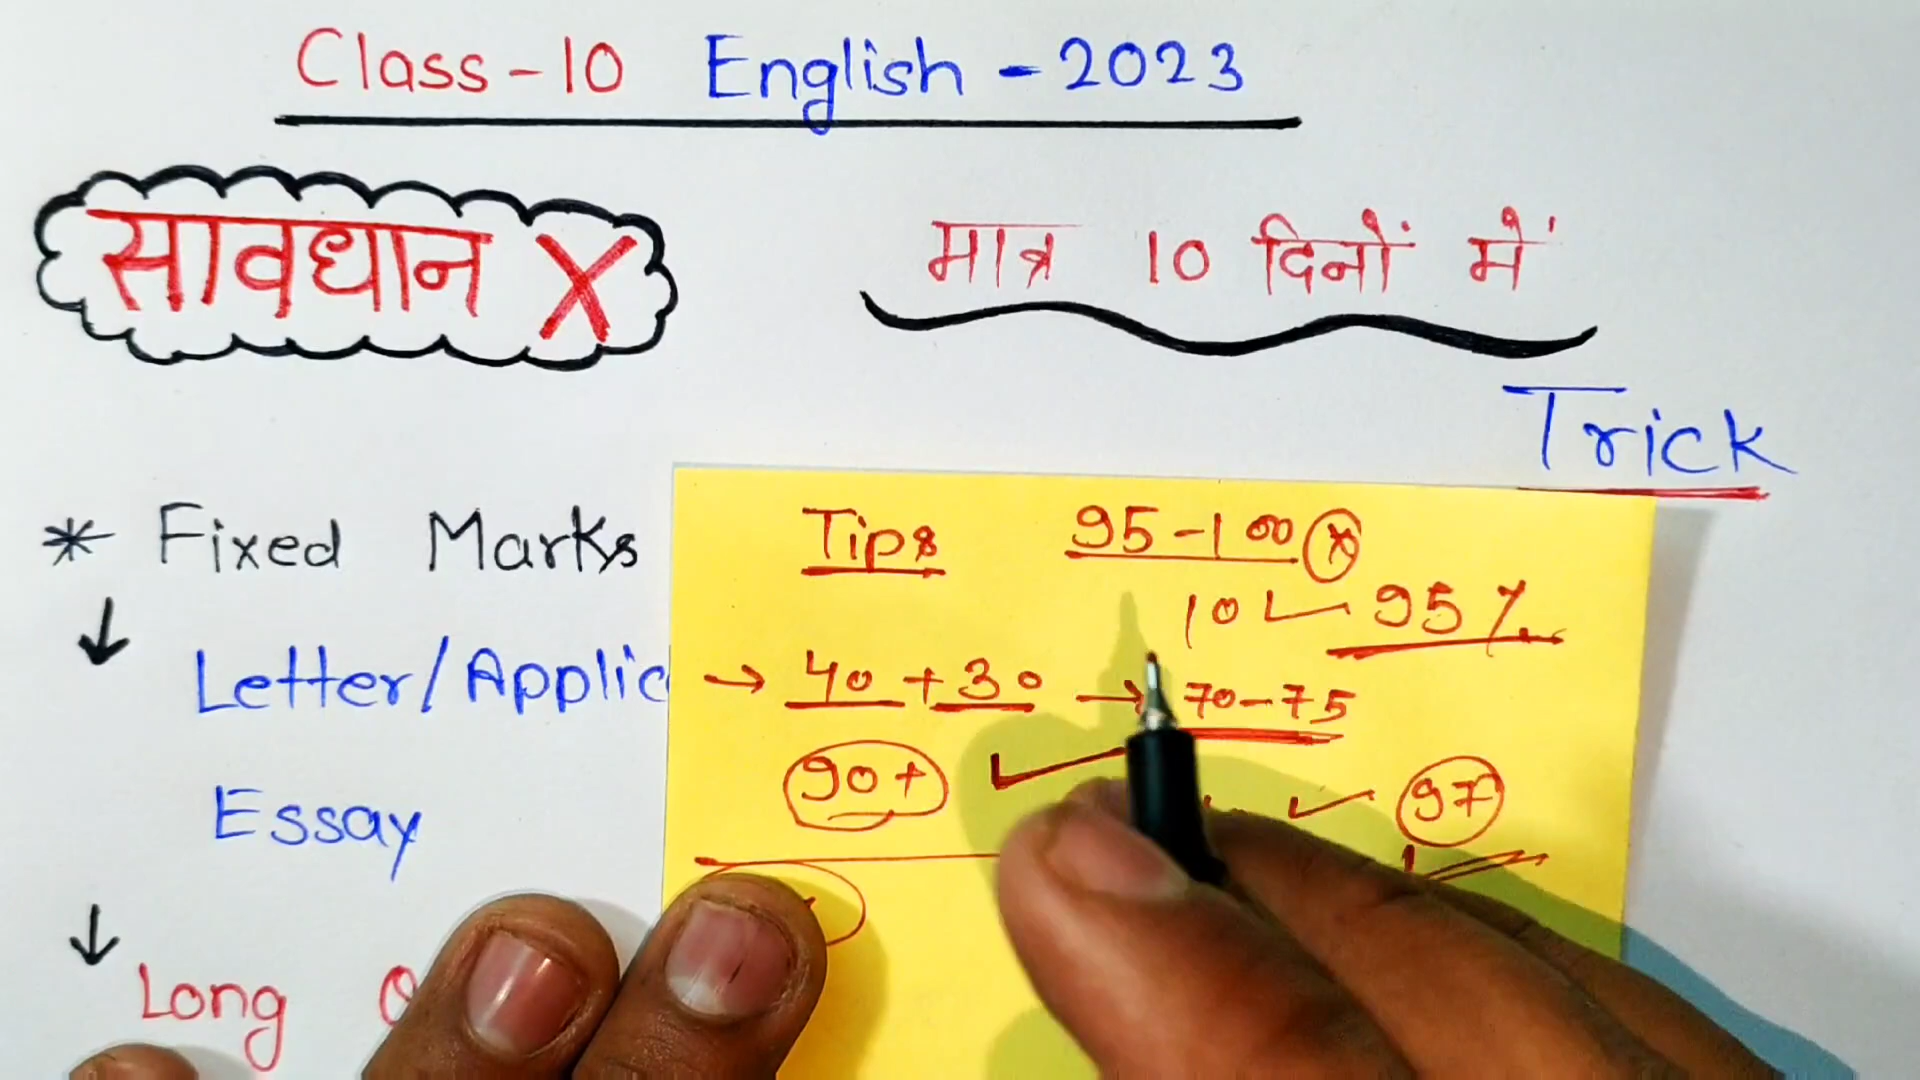 Class-10 English - 2023
सावधान X
मात्र 10 दिनों में
Trick
* Fixed Marks
Letter/Applic
Essay
Long
Tips 95-100
10 95%
→ 40 + 30 → 70-75
90+ 97